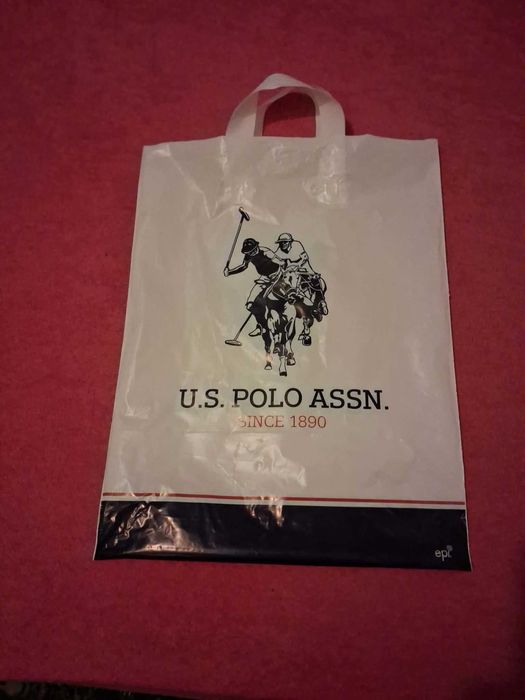 U.S. POLO ASSN.
SINCE 1890
epi